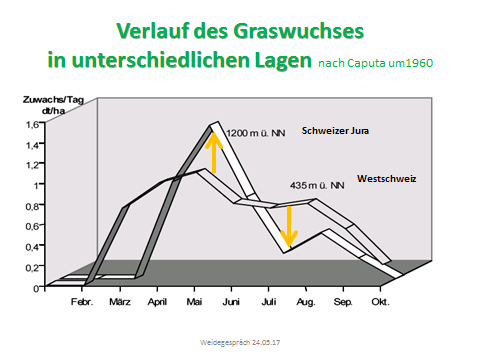 Verlauf des Graswuchses
in unterschiedlichen Lagen nach Caputa um1960
Zuwachs/Tag
dt/ha
1,6
1,4
1,2
1
0,8
0,6
0,4
0,2
0
1200 m ü. NN
Schweizer Jura
435 m ü. NN
Westschweiz
Febr. März April Mai Juni Juli Aug. Sep. Okt.
Weidegespräch 24.05.17